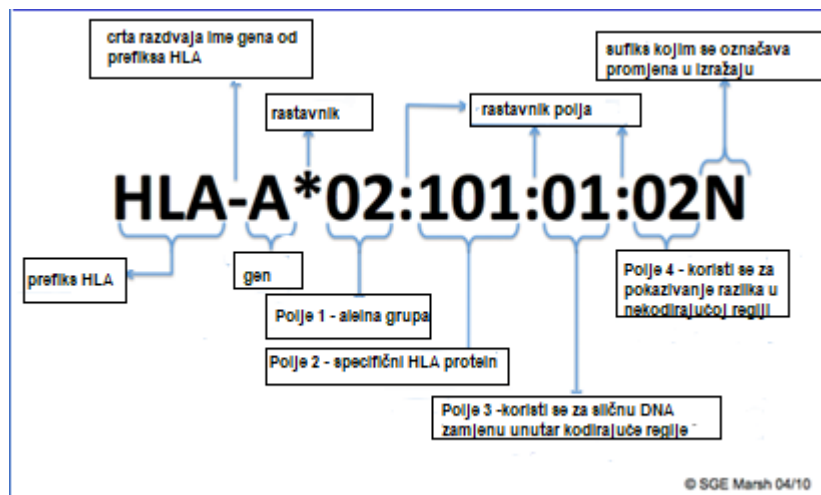 crta razdvaja ime gena od
prefiksa HLA
sufiks kojim se označava
promjena u izražaju
rastavnik
rastavnik polja
HLA-A*02:101:01:02N
prefiks HLA
gen
Polje 1 - alelna grupa
Polje 2 - specifični HLA protein
Polje 3 -koristi se za sličnu DNA
zamjenu unutar kodirajuće regije
Polje 4 - koristi se za
pokazivanje razlika u
nekodirajućoj regiji
© SGE Marsh 04/10